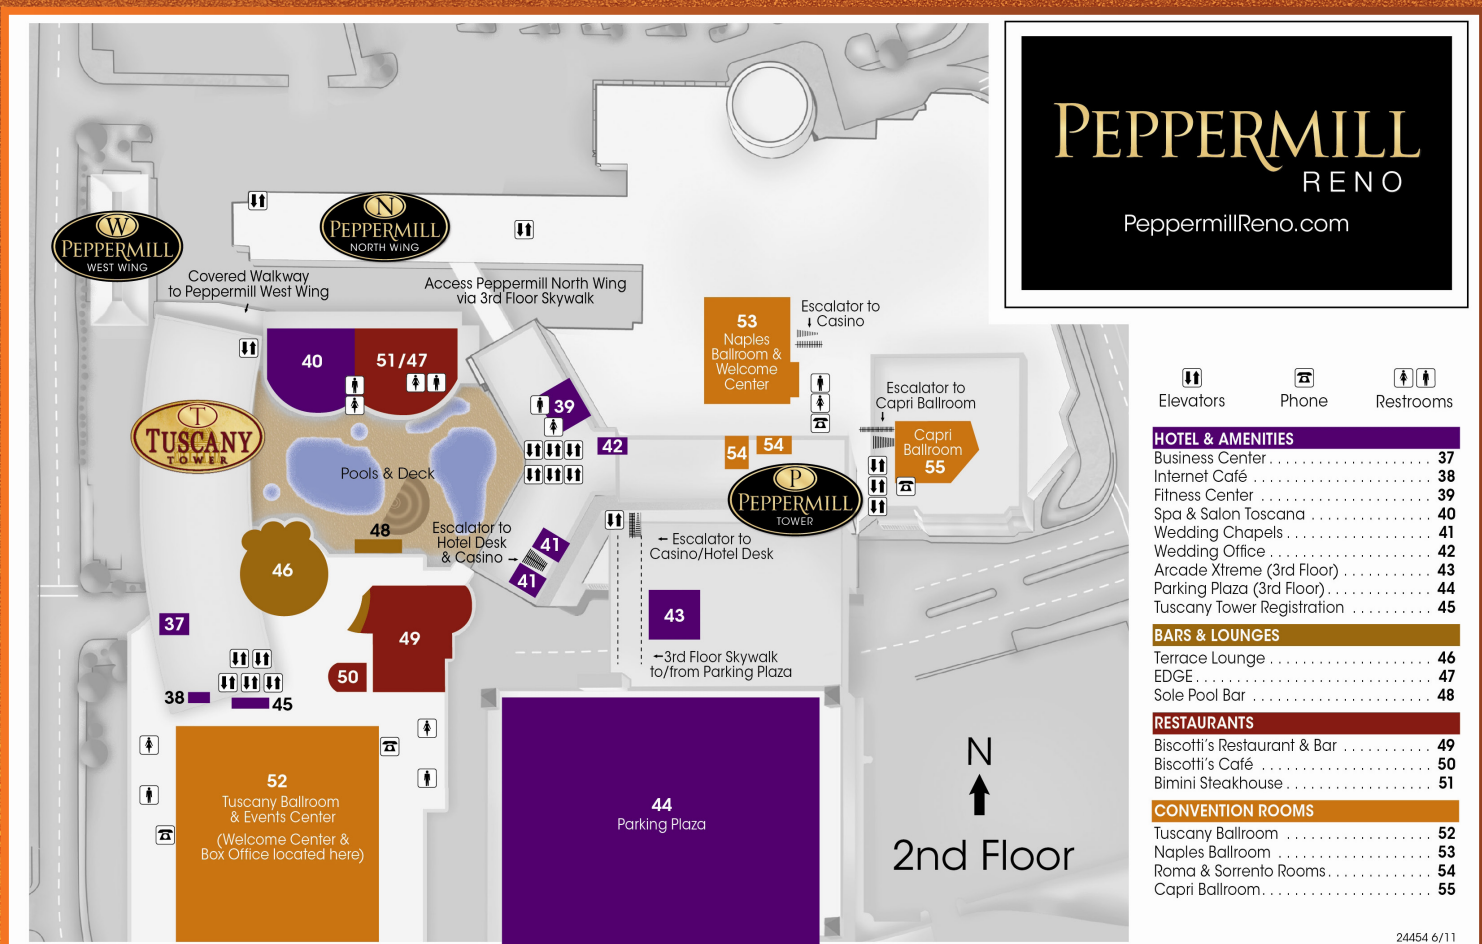 PEPPERMILL
RENO
PeppermillReno.com
N
PEPPERMILL
NORTH WING
W
PEPPERMILL
WEST WING
Covered Walkway
to Peppermill West Wing
Access Peppermill North Wing
via 3rd Floor Skywalk
53
Naples
Ballroom &
Welcome
Center
Escalator to
Casino
40
51/47
39
42
Escalator to
Capri Ballroom
Capri
Ballroom
55
54
54
T
TUSCANY
TOWER
Pools & Deck
P
PEPPERMILL
TOWER
48
Escalator to
Hotel Desk
& Casino
41
41
Escalator to
Casino/Hotel Desk
46
43
37
49
50
3rd Floor Skywalk
to/from Parking Plaza
38
45
52
Tuscany Ballroom
& Events Center
(Welcome Center &
Box Office located here)
44
Parking Plaza
N
2nd Floor
Elevators
Phone
Restrooms
HOTEL & AMENITIES
Business Center . . . . . . . . . . . . . . . . . . . . 37
Internet Café . . . . . . . . . . . . . . . . . . . . . . 38
Fitness Center . . . . . . . . . . . . . . . . . . . . . 39
Spa & Salon Toscana . . . . . . . . . . . . . . . 40
Wedding Chapels . . . . . . . . . . . . . . . . . . 41
Wedding Office . . . . . . . . . . . . . . . . . . . . 42
Arcade Xtreme (3rd Floor) . . . . . . . . . . . 43
Parking Plaza (3rd Floor) . . . . . . . . . . . . . 44
Tuscany Tower Registration . . . . . . . . . . 45
BARS & LOUNGES
Terrace Lounge . . . . . . . . . . . . . . . . . . . . 46
EDGE . . . . . . . . . . . . . . . . . . . . . . . . . . . . . 47
Sole Pool Bar . . . . . . . . . . . . . . . . . . . . . . 48
RESTAURANTS
Biscotti's Restaurant & Bar . . . . . . . . . . . 49
Biscotti's Café . . . . . . . . . . . . . . . . . . . . . 50
Bimini Steakhouse . . . . . . . . . . . . . . . . . . 51
CONVENTION ROOMS
Tuscany Ballroom . . . . . . . . . . . . . . . . . . 52
Naples Ballroom . . . . . . . . . . . . . . . . . . . 53
Roma & Sorrento Rooms . . . . . . . . . . . . . 54
Capri Ballroom . . . . . . . . . . . . . . . . . . . . . 55
24454 6/11